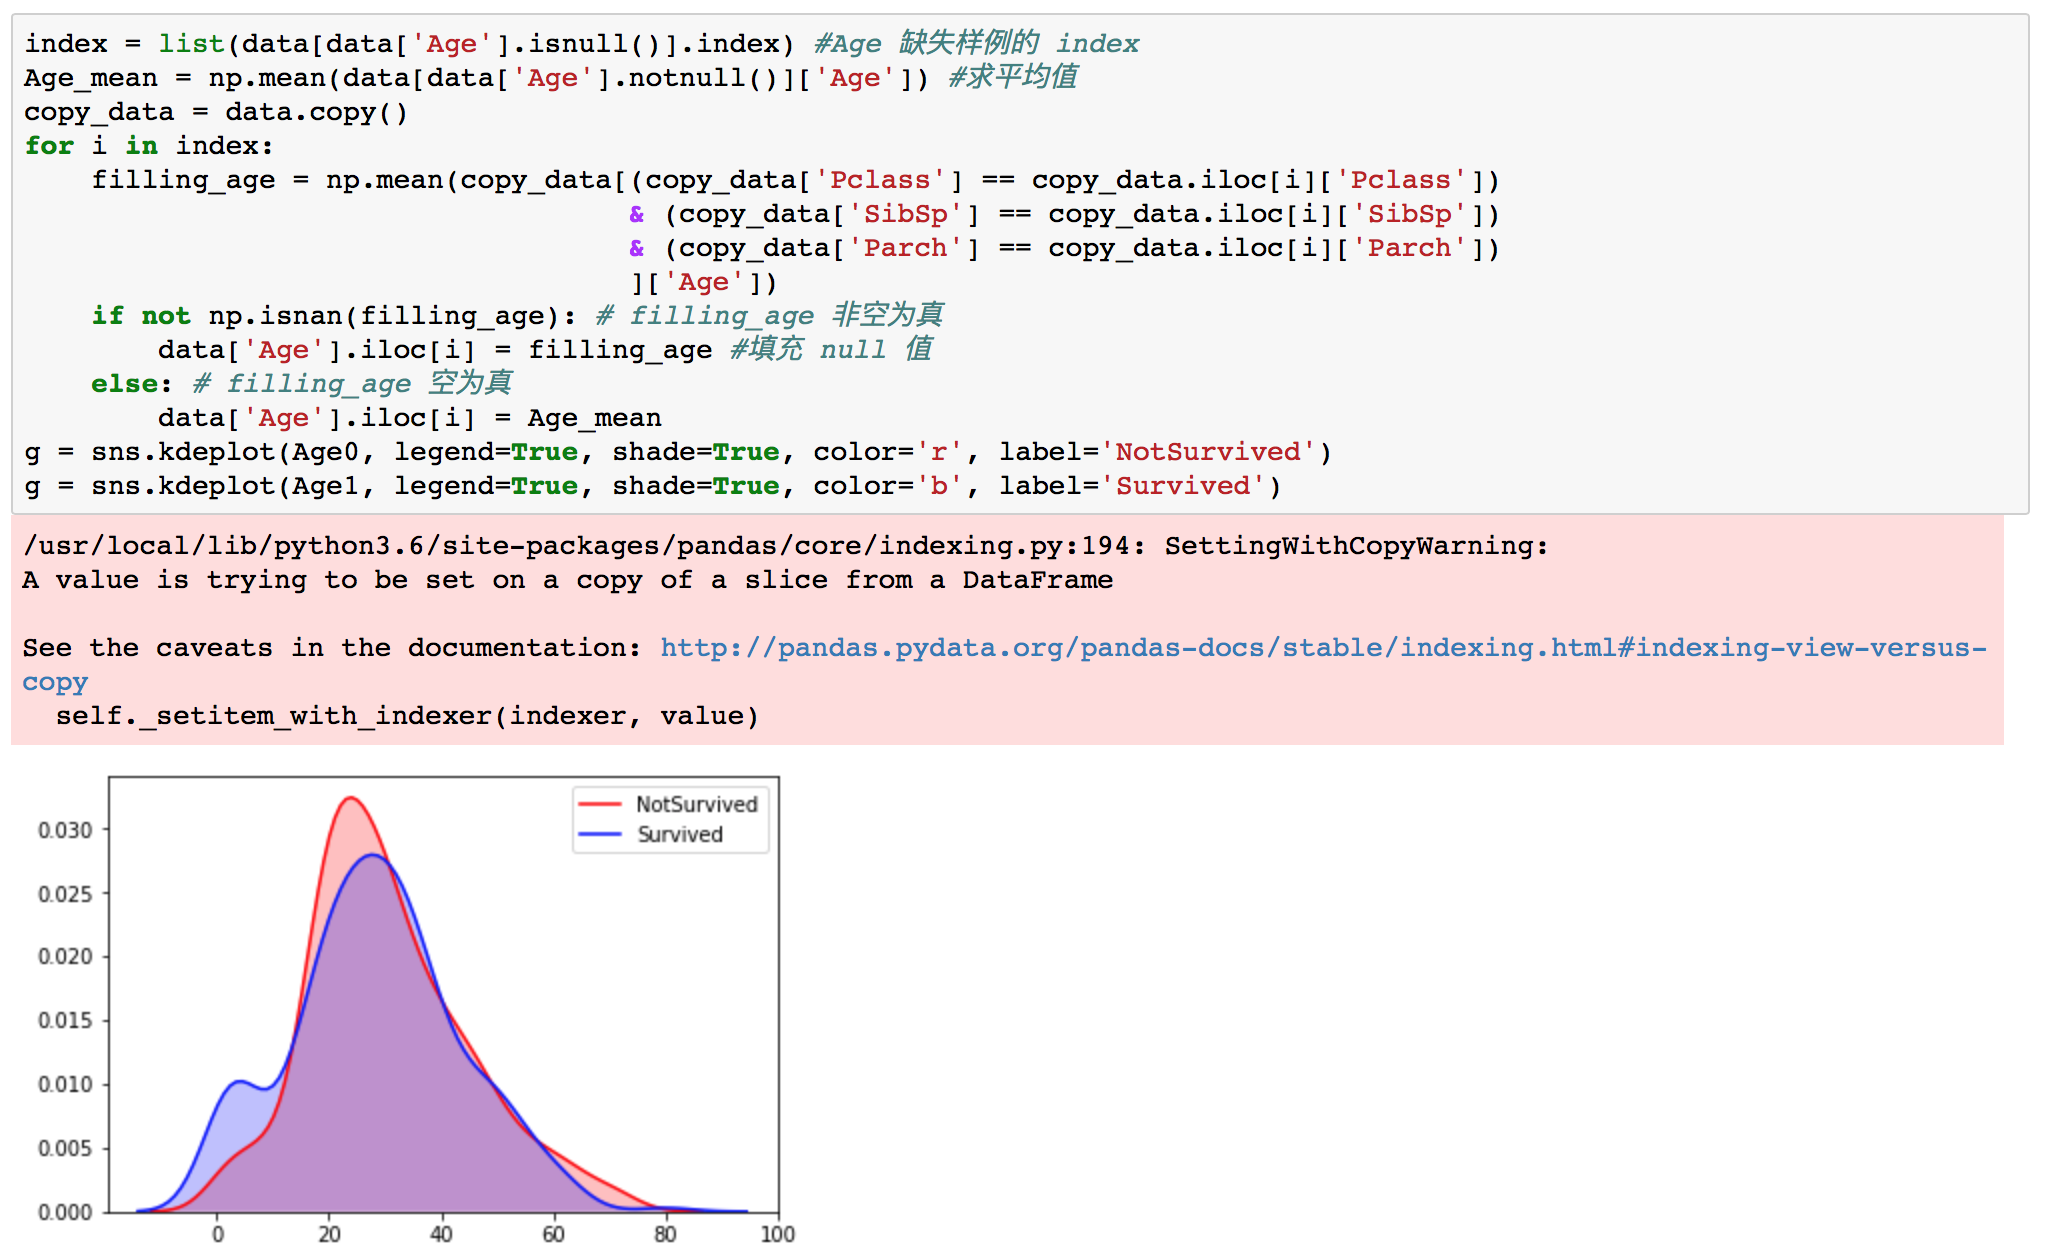 index = list(data[data['Age'].isnull()].index) #Age 缺失样例的 index
Age_mean = np.mean(data[data['Age'].notnull()]['Age']) #求平均值
copy_data = data.copy()
for i in index:
    filling_age = np.mean(copy_data[(copy_data['Pclass'] == copy_data.iloc[i]['Pclass'])
                                    & (copy_data['SibSp'] == copy_data.iloc[i]['SibSp'])
                                    & (copy_data['Parch'] == copy_data.iloc[i]['Parch'])
                                    ]['Age'])
    if not np.isnan(filling_age): # filling_age 非空为真
        data['Age'].iloc[i] = filling_age #填充 null 值
    else: # filling_age 空为真
        data['Age'].iloc[i] = Age_mean
g = sns.kdeplot(Age0, legend=True, shade=True, color='r', label='NotSurvived')
g = sns.kdeplot(Age1, legend=True, shade=True, color='b', label='Survived')
/usr/local/lib/python3.6/site-packages/pandas/core/indexing.py:194: SettingWithCopyWarning:
A value is trying to be set on a copy of a slice from a DataFrame
See the caveats in the documentation: http://pandas.pydata.org/pandas-docs/stable/indexing.html#indexing-view-versus-
copy
  self._setitem_with_indexer(indexer, value)
NotSurvived
Survived
0.030
0.025
0.020
0.015
0.010
0.005
0.000
0 20 40 60 80 100